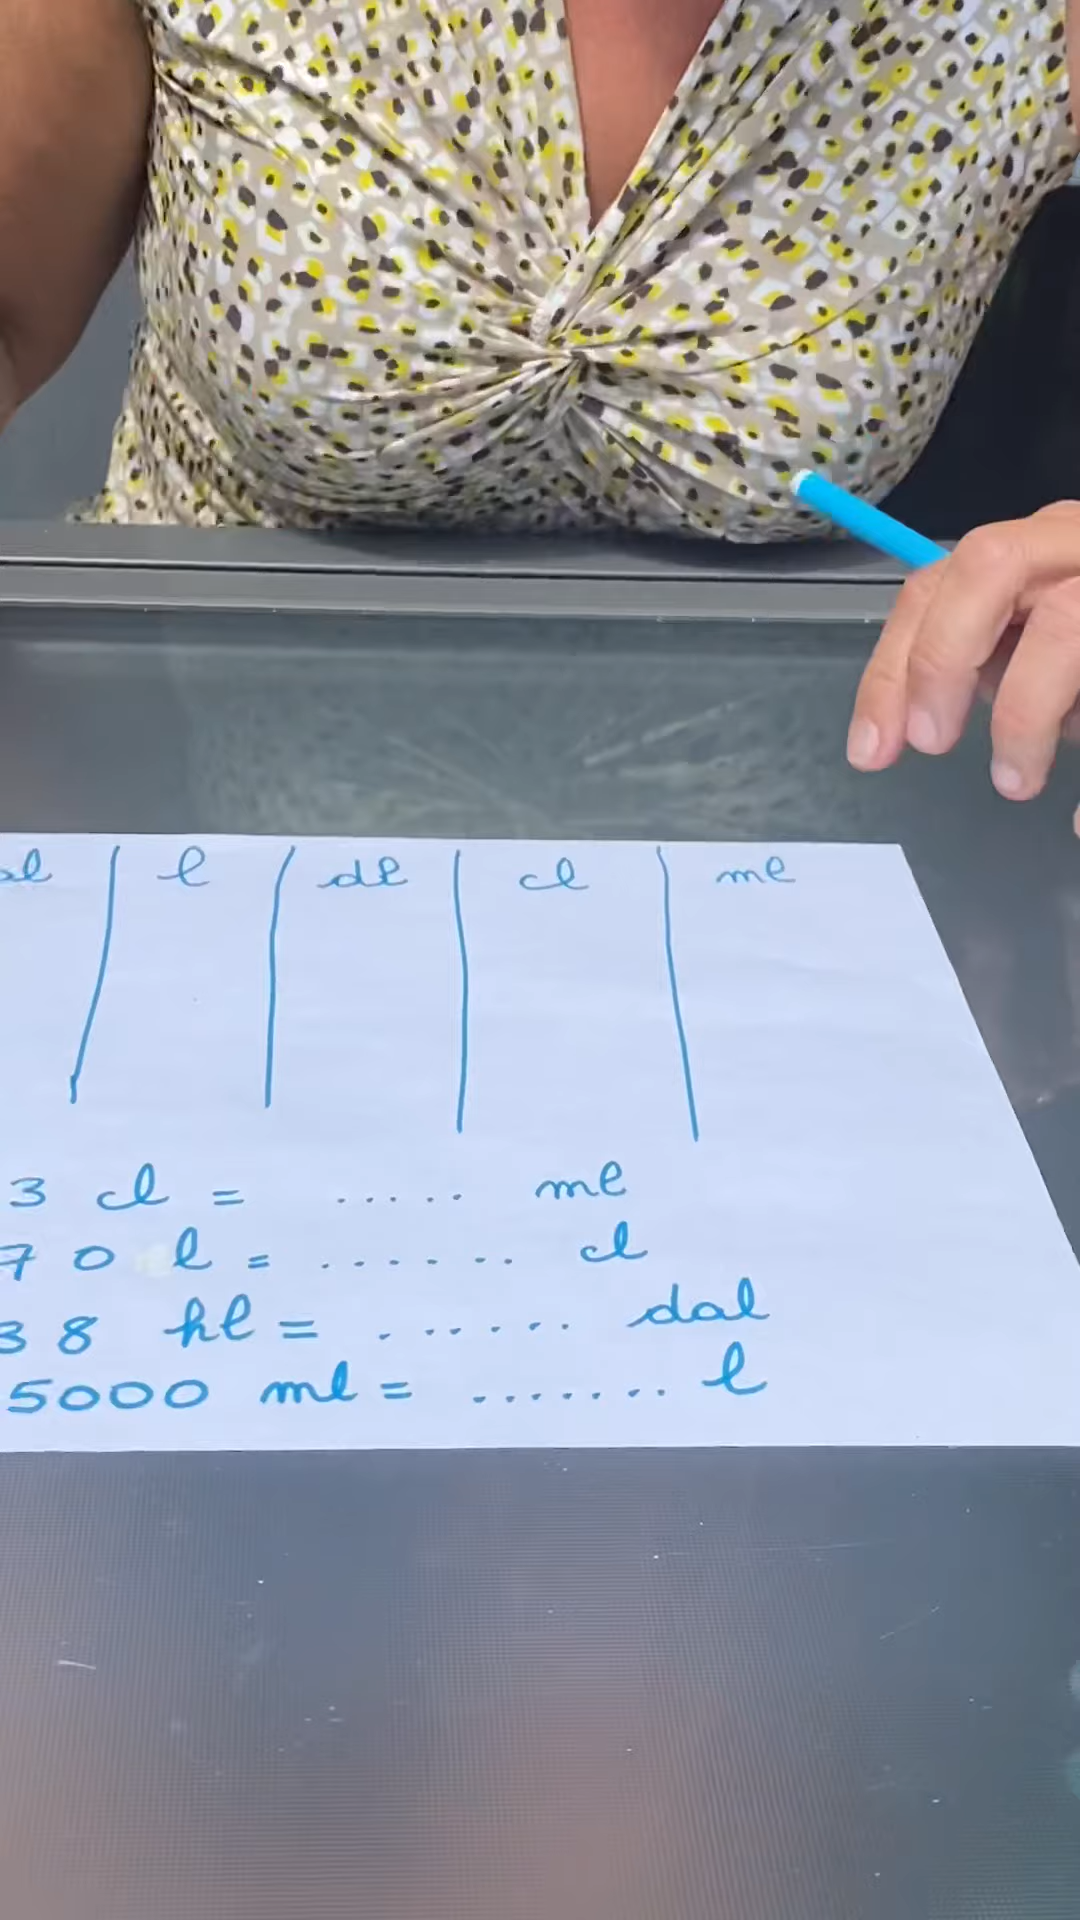 l dl cl ml
3 cl = ..... ml
70 l = ....... cl
38 hl = ....... dal
5000 ml = ........ l